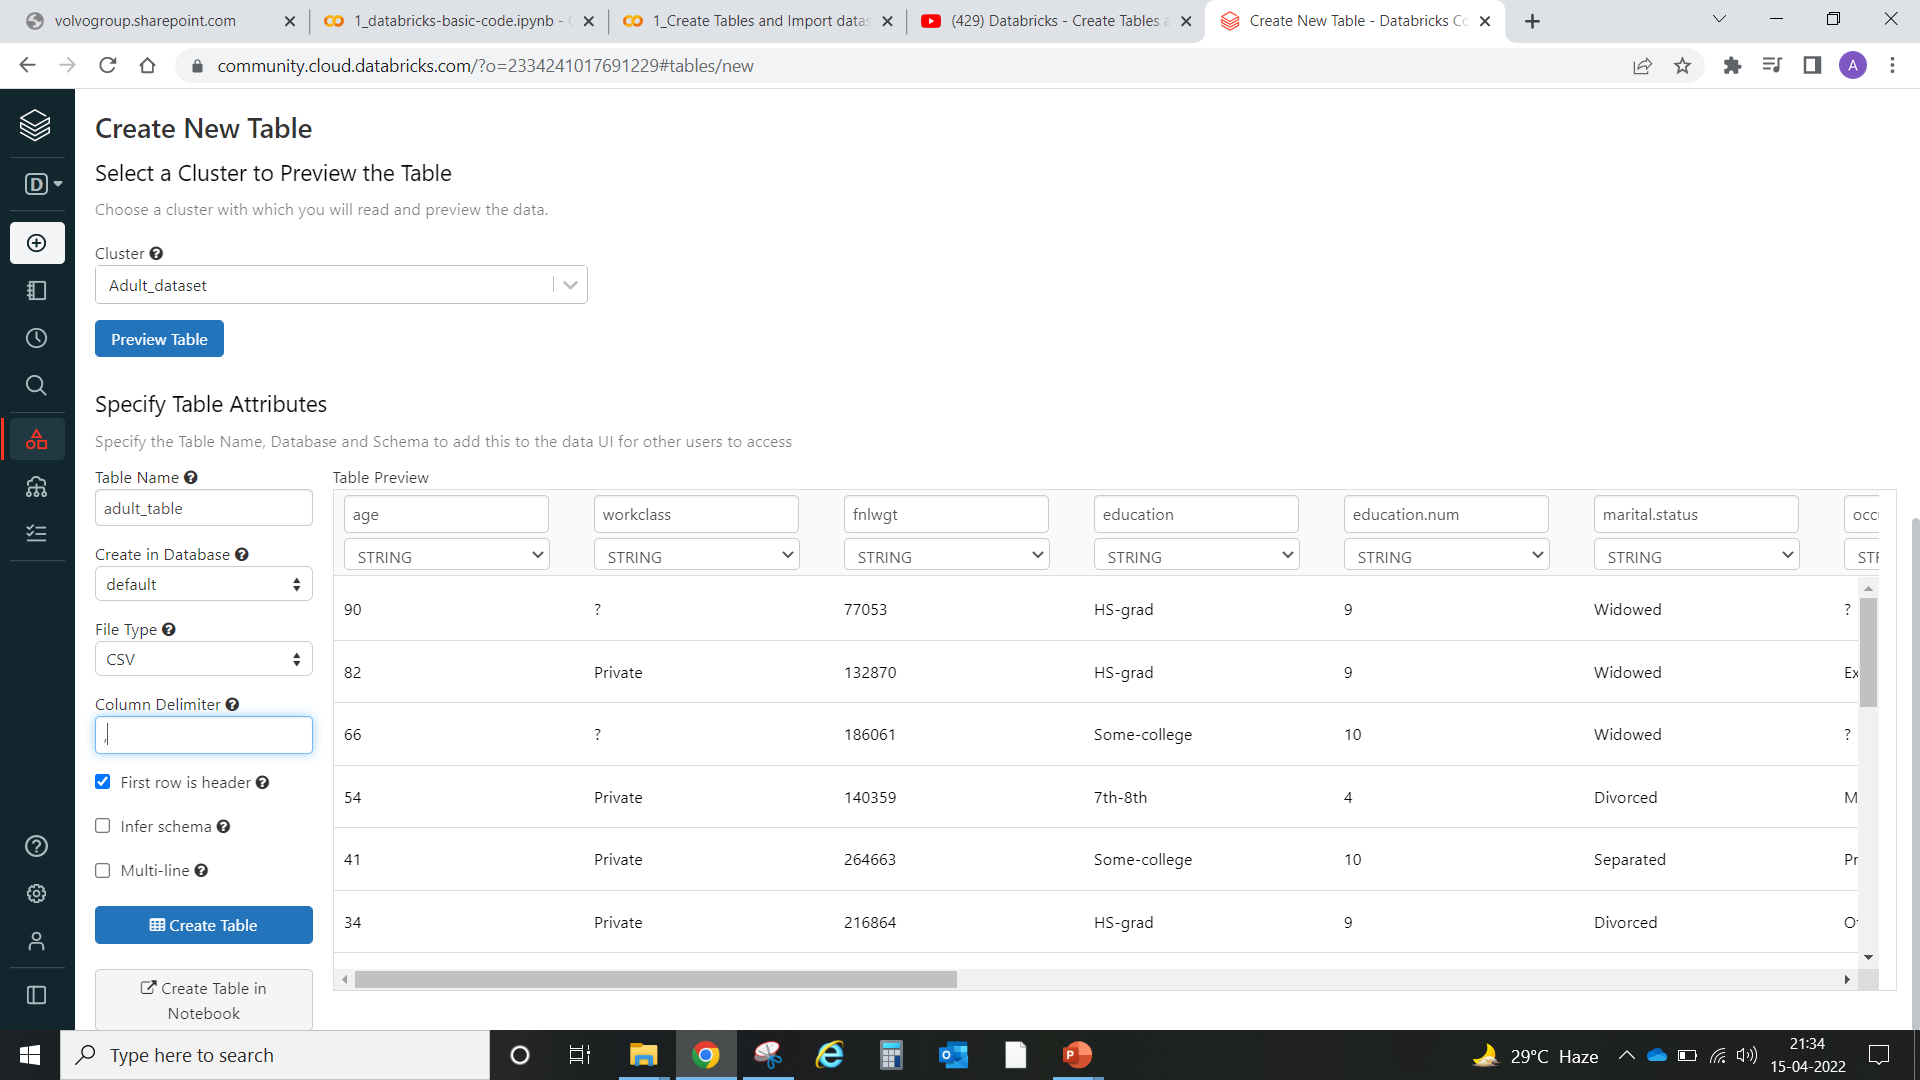 volvogroup.sharepoint.com
1_databricks-basic-code.ipynb -
1_Create Tables and Import datas
(429) Databricks - Create Tables a
Create New Table - Databricks Co
community.cloud.databricks.com/?o=2334241017691229#tables/new
A
D
Create New Table
Select a Cluster to Preview the Table
Choose a cluster with which you will read and preview the data.
Cluster
Adult_dataset
Preview Table
Specify Table Attributes
Specify the Table Name, Database and Schema to add this to the data UI for other users to access
Table Name
adult_table
Create in Database
default
File Type
CSV
Column Delimiter
,
First row is header
Infer schema
Multi-line
Create Table
Create Table in
Notebook
Table Preview
age workclass fnlwgt education education.num marital.status occu
STRING STRING STRING STRING STRING STRING STR
90 ? 77053 HS-grad 9 Widowed ?
82 Private 132870 HS-grad 9 Widowed Ex
66 ? 186061 Some-college 10 Widowed ?
54 Private 140359 7th-8th 4 Divorced M
41 Private 264663 Some-college 10 Separated Pr
34 Private 216864 HS-grad 9 Divorced O
Type here to search
29°C Haze
21:34
15-04-2022